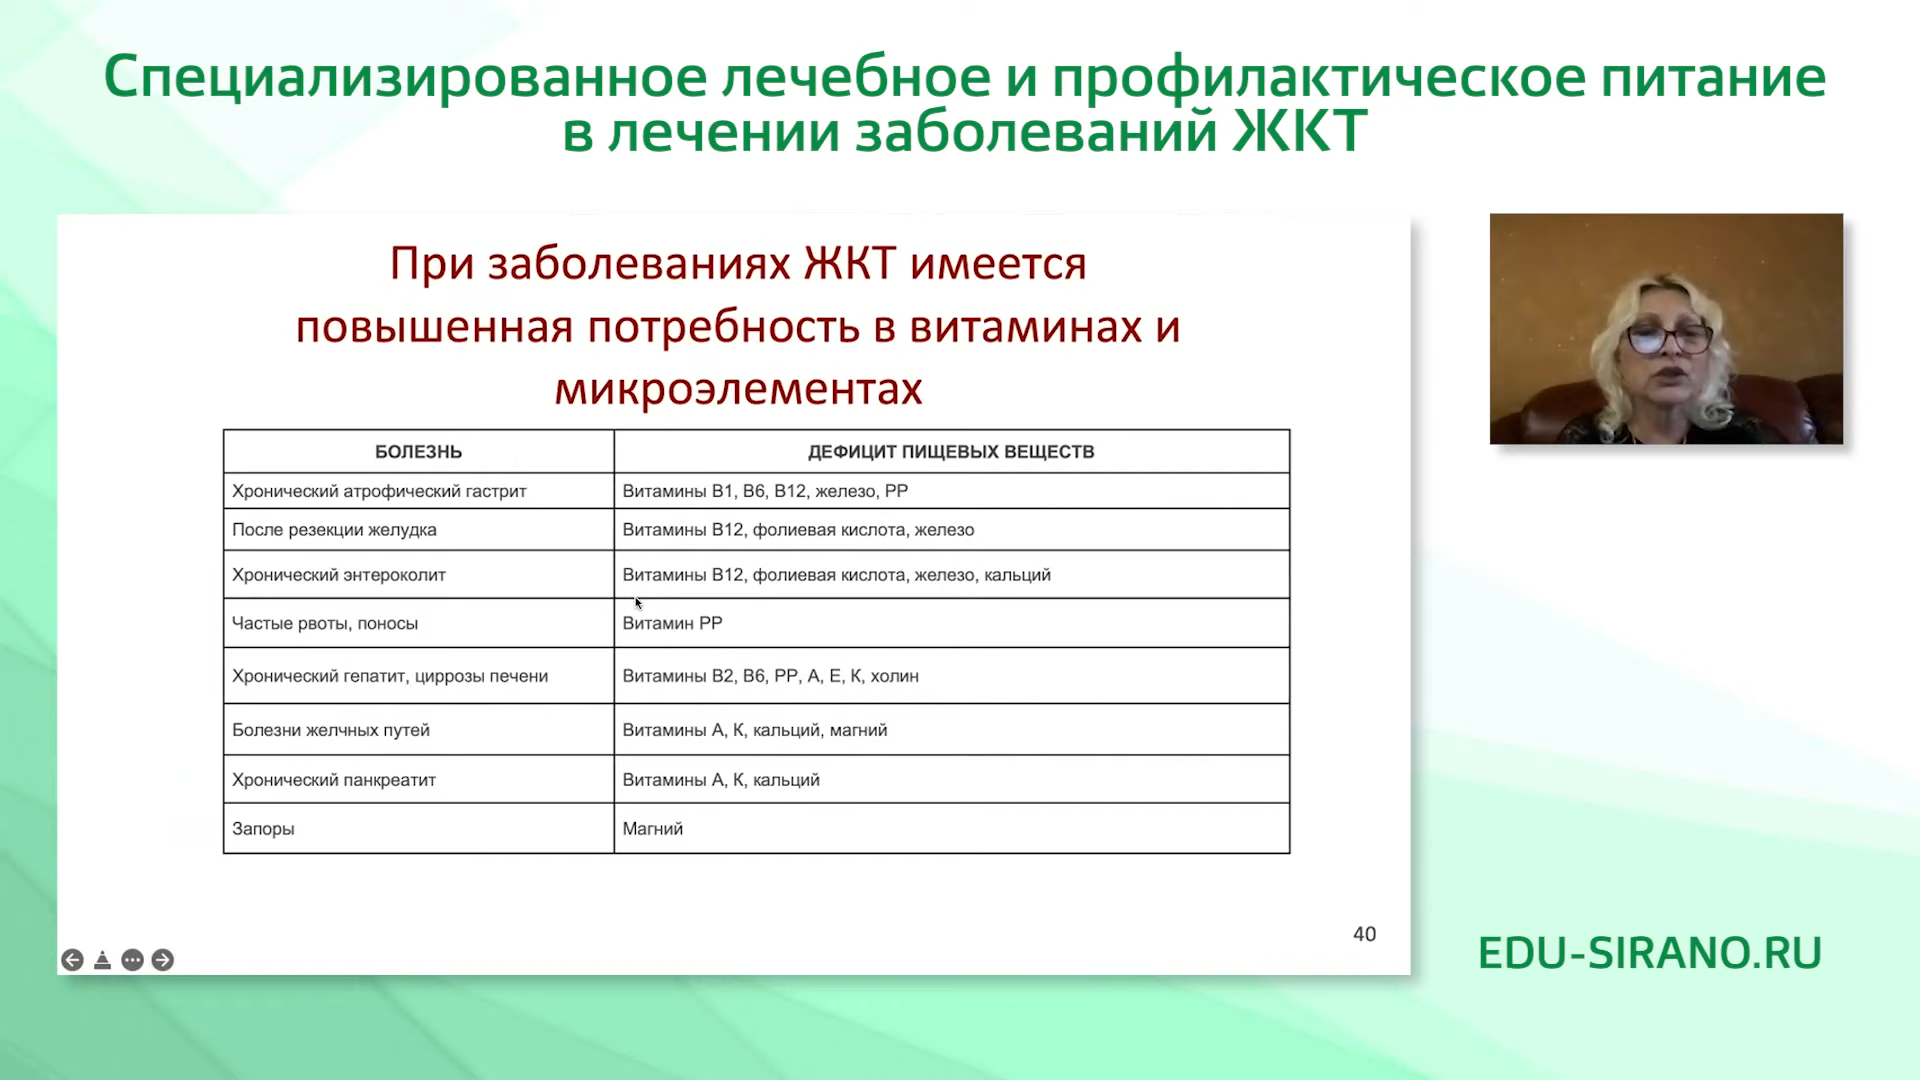 Специализированное лечебное и профилактическое питание
в лечении заболеваний ЖКТ
При заболеваниях ЖКТ имеется
повышенная потребность в витаминах и
микроэлементах
БОЛЕЗНЬ ДЕФИЦИТ ПИЩЕВЫХ ВЕЩЕСТВ
Хронический атрофический гастрит Витамины В1, В6, В12, железо, РР
После резекции желудка Витамины В12, фолиевая кислота, железо
Хронический энтероколит Витамины В12, фолиевая кислота, железо, кальций
Частые рвоты, поносы Витамин РР
Хронический гепатит, циррозы печени Витамины В2, В6, РР, А, Е, К, холин
Болезни желчных путей Витамины А, К, кальций, магний
Хронический панкреатит Витамины А, К, кальций
Запоры Магний
40
EDU-SIRANO.RU